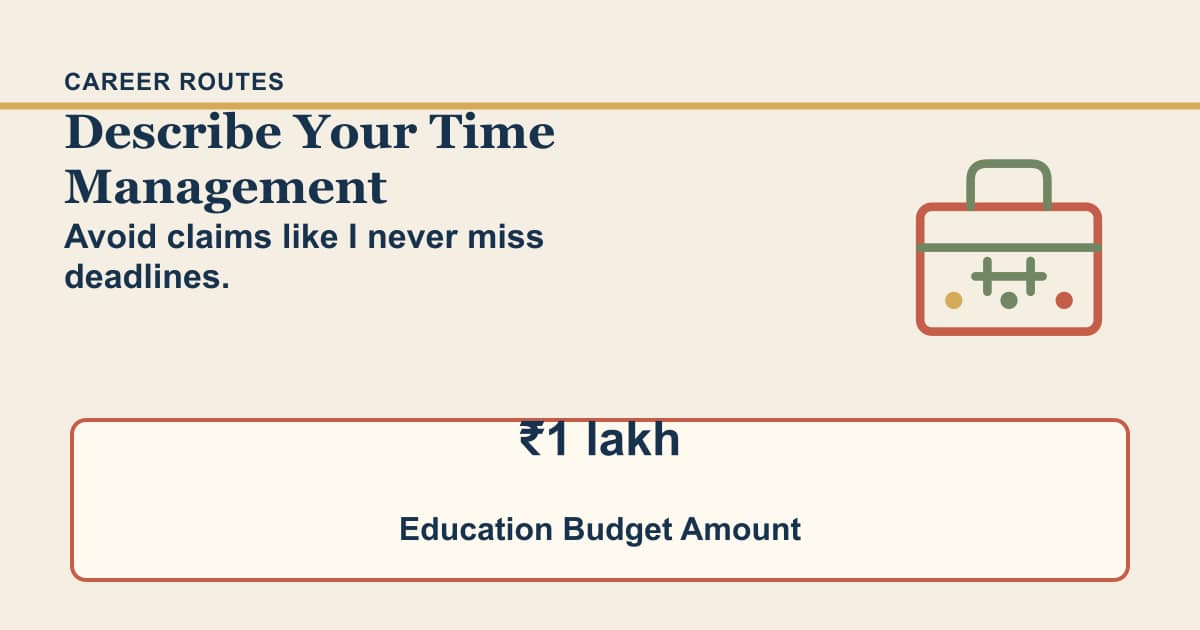 CAREER ROUTES
Describe Your Time
Management
Avoid claims like I never miss
deadlines.
₹1 lakh
Education Budget Amount